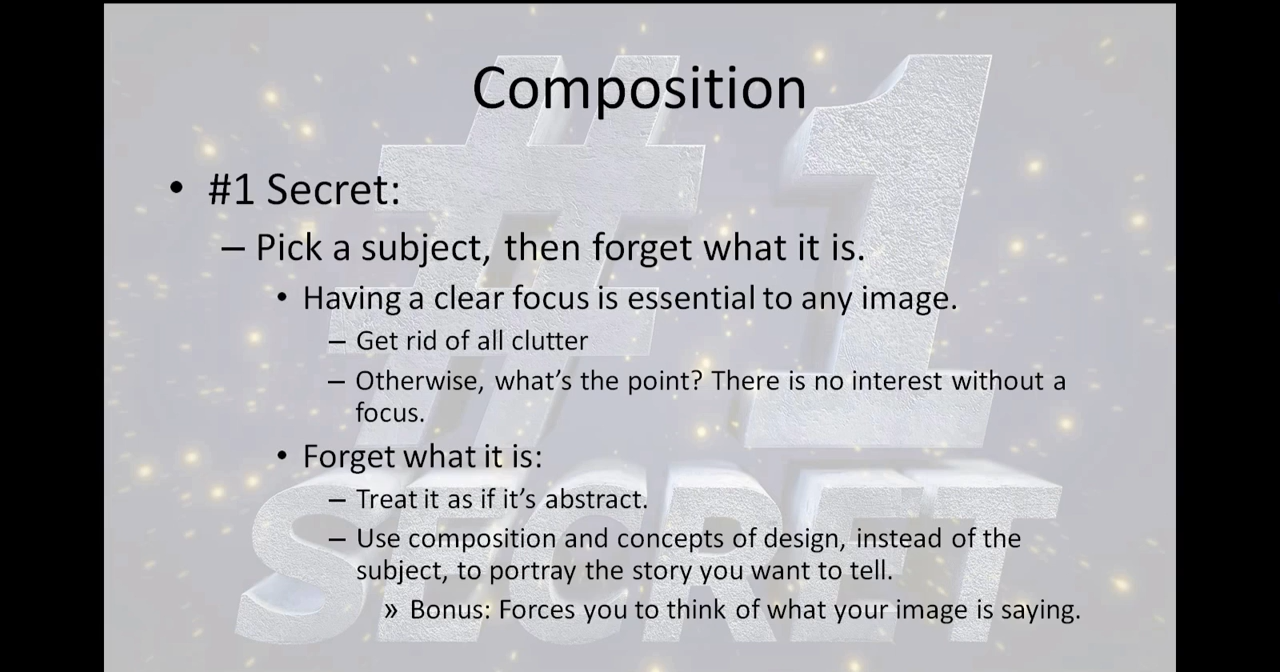 Composition
• #1 Secret:
– Pick a subject, then forget what it is.
• Having a clear focus is essential to any image.
– Get rid of all clutter
– Otherwise, what’s the point? There is no interest without a
focus.
• Forget what it is:
– Treat it as if it’s abstract.
– Use composition and concepts of design, instead of the
subject, to portray the story you want to tell.
» Bonus: Forces you to think of what your image is saying.
#1
SECRET